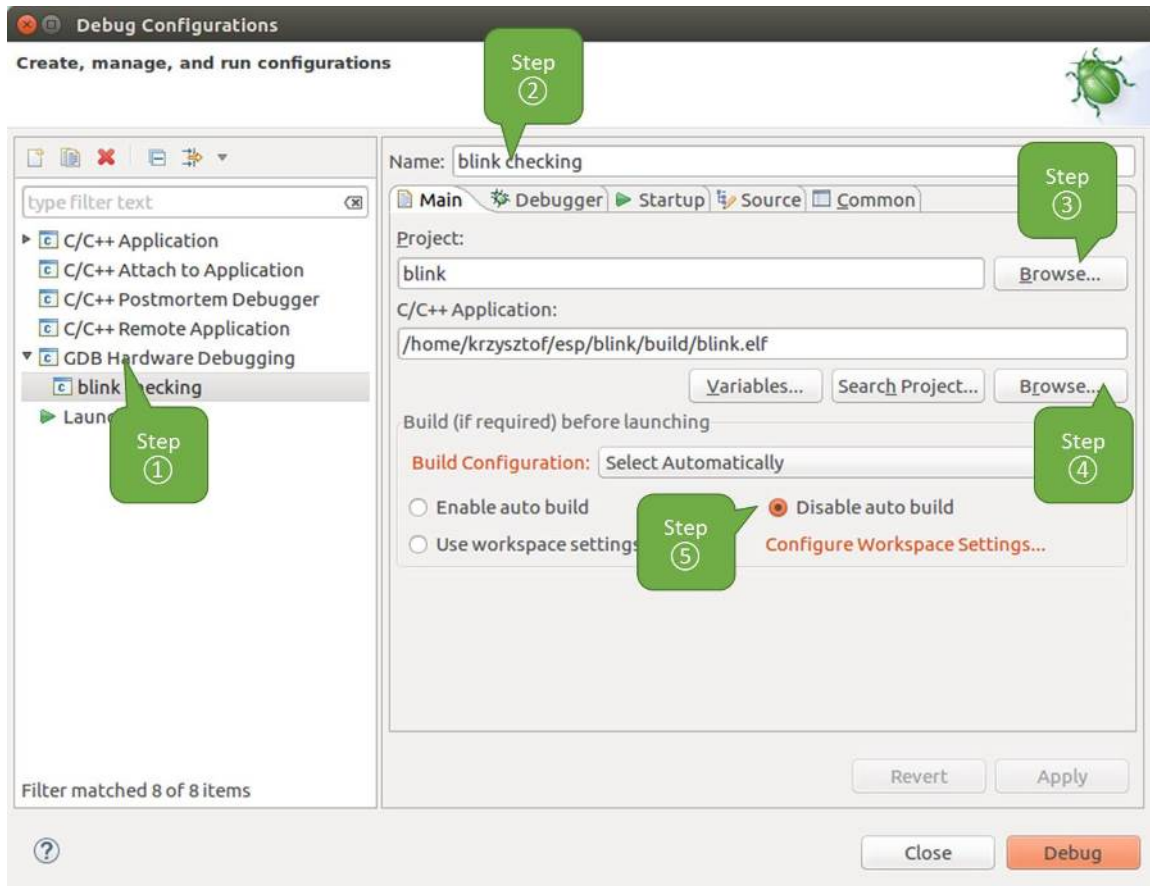 Debug Configurations
Create, manage, and run configurations
Step
②
Name: blink checking
type filter text
Main Debugger Startup Source Common
Step
③
C/C++ Application
C/C++ Attach to Application
C/C++ Postmortem Debugger
C/C++ Remote Application
GDB Hardware Debugging
blink checking
Step
①
Project:
blink
Browse...
C/C++ Application:
/home/krzysztof/esp/blink/build/blink.elf
Variables... Search Project... Browse...
Step
④
Build (if required) before launching
Build Configuration: Select Automatically
Enable auto build
Disable auto build
Step
⑤
Use workspace settings
Configure Workspace Settings...
Revert Apply
Filter matched 8 of 8 items
Close Debug